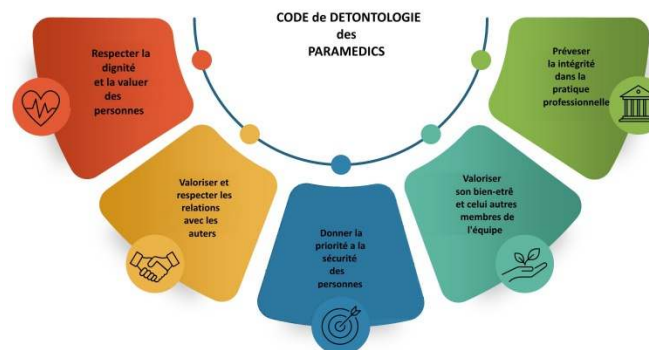 CODE de DETONTOLOGIE
des
PARAMEDICS
Respecter la
dignité
et la valuer
des
personnes
Valoriser et
respecter les
relations
avec les
auters
Donner la
priorité a la
sécurité
des
personnes
Valoriser
son bien-etrê
et celui autres
membres de
l'équipe
Préveser
la intégrité
dans la
pratique
professionnelle